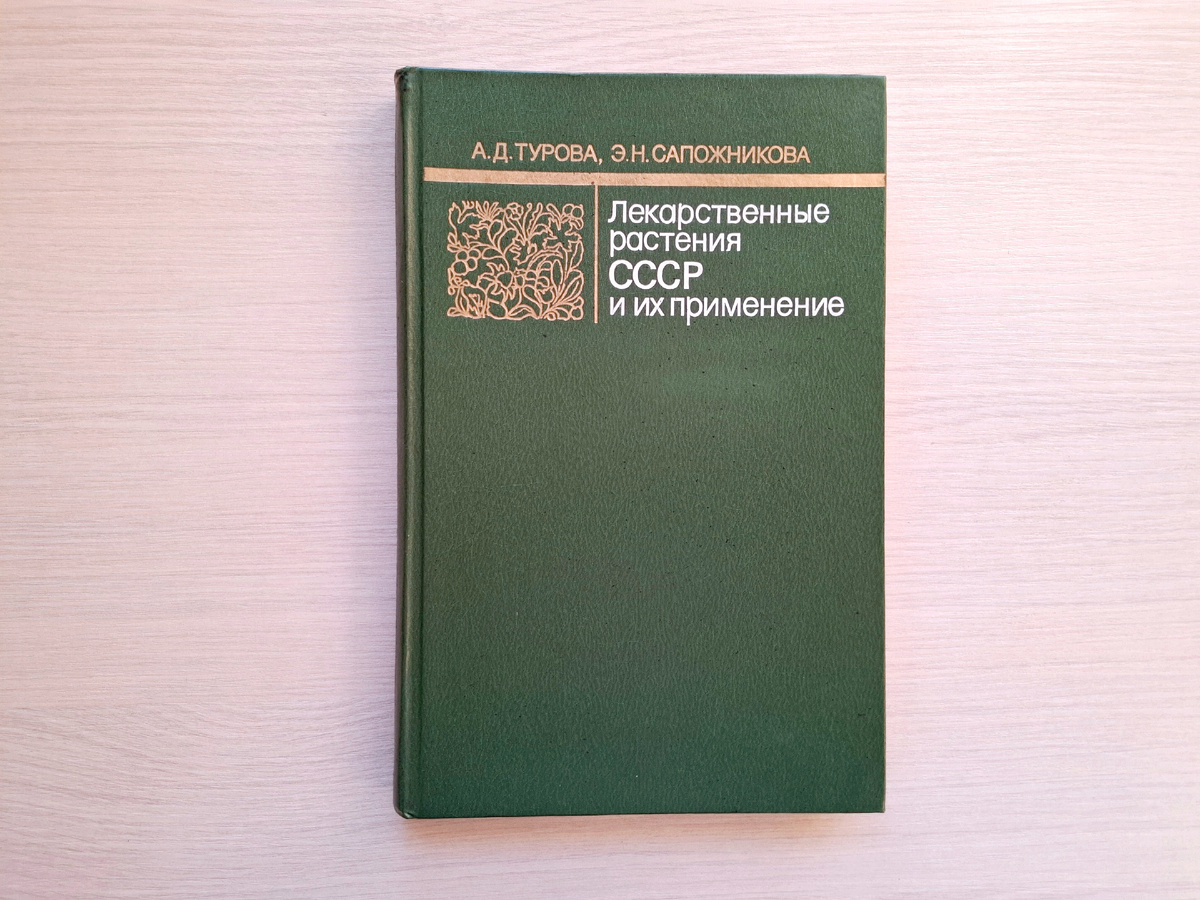 А.Д.ТУРОВА, Э.Н.САПОЖНИКОВА
Лекарственные
растения
СССР
и их применение